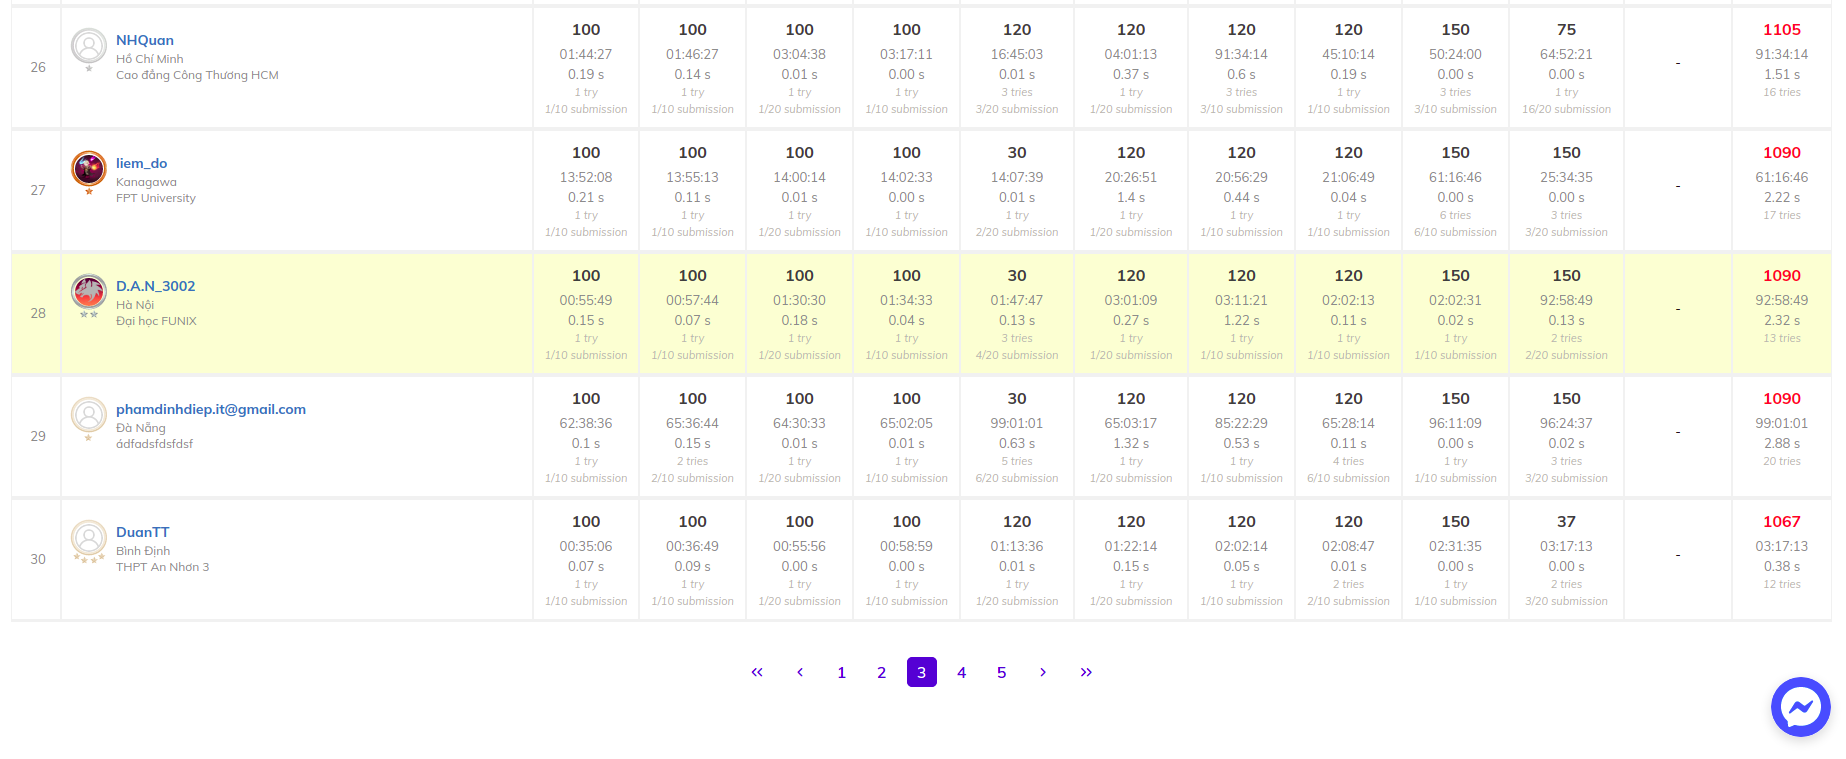 26
NHQuan
Hồ Chí Minh
Cao đẳng Công Thương HCM
100 100 100 100 120 120 120 120 150 75 - 1105
01:44:27 01:46:27 03:04:38 03:17:11 16:45:03 04:01:13 91:34:14 45:10:14 50:24:00 64:52:21 91:34:14
0.19 s 0.14 s 0.01 s 0.00 s 0.01 s 0.37 s 0.6 s 0.19 s 0.00 s 0.00 s 1.51 s
1 try 1 try 1 try 1 try 3 tries 1 try 3 tries 1 try 3 tries 1 try 16 tries
1/10 submission 1/10 submission 1/20 submission 1/10 submission 3/20 submission 1/20 submission 3/10 submission 1/10 submission 3/10 submission 16/20 submission
27
liem_do
Kanagawa
FPT University
100 100 100 100 30 120 120 120 150 150 - 1090
13:52:08 13:55:13 14:00:14 14:02:33 14:07:39 20:26:51 20:56:29 21:06:49 61:16:46 25:34:35 61:16:46
0.21 s 0.11 s 0.01 s 0.00 s 0.01 s 1.4 s 0.44 s 0.04 s 0.00 s 0.00 s 2.22 s
1 try 1 try 1 try 1 try 1 try 1 try 1 try 1 try 6 tries 3 tries 17 tries
1/10 submission 1/10 submission 1/20 submission 1/10 submission 2/20 submission 1/20 submission 1/10 submission 1/10 submission 6/10 submission 3/20 submission
28
D.A.N_3002
Hà Nội
Đại học FUNIX
100 100 100 100 30 120 120 120 150 150 - 1090
00:55:49 00:57:44 01:30:30 01:34:33 01:47:47 03:01:09 03:11:21 02:02:13 02:02:31 92:58:49 92:58:49
0.15 s 0.07 s 0.18 s 0.04 s 0.13 s 0.27 s 1.22 s 0.11 s 0.02 s 0.13 s 2.32 s
1 try 1 try 1 try 1 try 3 tries 1 try 1 try 1 try 1 try 2 tries 13 tries
1/10 submission 1/10 submission 1/20 submission 1/10 submission 4/20 submission 1/20 submission 1/10 submission 1/10 submission 1/10 submission 2/20 submission
29
phamdinhdiep.it@gmail.com
Đà Nẵng
ádfadsfdsfdsf
100 100 100 100 30 120 120 120 150 150 - 1090
62:38:36 65:36:44 64:30:33 65:02:05 99:01:01 65:03:17 85:22:29 65:28:14 96:11:09 96:24:37 99:01:01
0.1 s 0.15 s 0.01 s 0.01 s 0.63 s 1.32 s 0.53 s 0.11 s 0.00 s 0.02 s 2.88 s
1 try 2 tries 1 try 1 try 5 tries 1 try 1 try 4 tries 1 try 3 tries 20 tries
1/10 submission 2/10 submission 1/20 submission 1/10 submission 6/20 submission 1/20 submission 1/10 submission 6/10 submission 1/10 submission 3/20 submission
30
DuanTT
Bình Định
THPT An Nhơn 3
100 100 100 100 120 120 120 120 150 37 - 1067
00:35:06 00:36:49 00:55:56 00:58:59 01:13:36 01:22:14 02:02:14 02:08:47 02:31:35 03:17:13 03:17:13
0.07 s 0.09 s 0.00 s 0.00 s 0.01 s 0.15 s 0.05 s 0.01 s 0.00 s 0.00 s 0.38 s
1 try 1 try 1 try 1 try 1 try 1 try 1 try 2 tries 1 try 2 tries 12 tries
1/10 submission 1/10 submission 1/20 submission 1/10 submission 1/20 submission 1/20 submission 1/10 submission 2/10 submission 1/10 submission 3/20 submission
« ‹ 1 2 3 4 5 › »